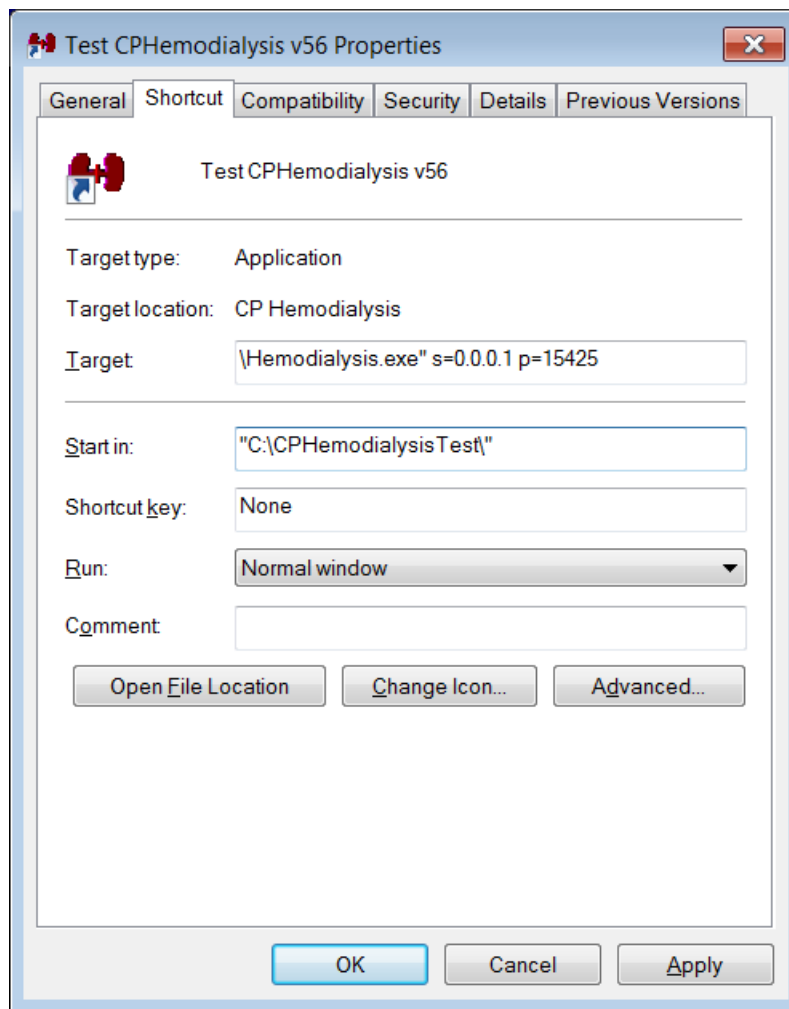 Test CPHemodialysis v56 Properties
General Shortcut Compatibility Security Details Previous Versions
Test CPHemodialysis v56
Target type: Application
Target location: CP Hemodialysis
Target: \Hemodialysis.exe" s=0.0.0.1 p=15425
Start in: "C:\CPHemodialysisTest\"
Shortcut key: None
Run: Normal window
Comment:
Open File Location Change Icon... Advanced...
OK Cancel Apply